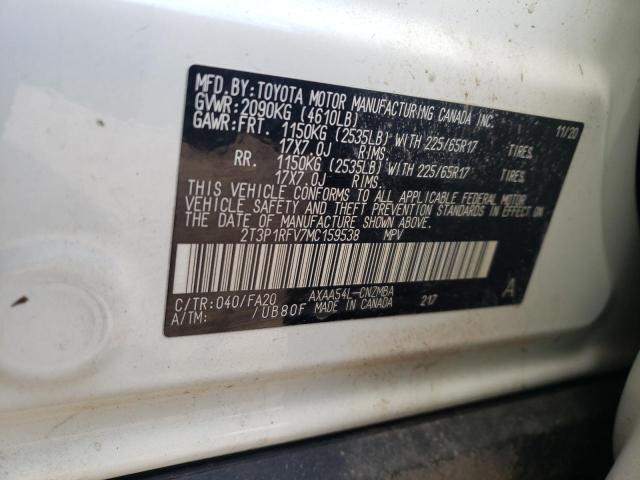 MFD.BY:TOYOTA MOTOR MANUFACTURING CANADA INC.
GVWR:2090KG (4610LB) 11/20
GAWR:FRT. 1150KG (2535LB) WITH 225/65R17 TIRES.
17X7.0J RIMS.
RR. 1150KG (2535LB) WITH 225/65R17 TIRES.
17X7.0J RIMS.
THIS VEHICLE CONFORMS TO ALL APPLICABLE FEDERAL MOTOR
VEHICLE SAFETY AND THEFT PREVENTION STANDARDS IN EFFECT ON
THE DATE OF MANUFACTURE SHOWN ABOVE.
2T3P1RFV7MC159538 MPV
C/TR:040/FA20 AXAA54L-CNZMBA A
A/TM: /UB80F MADE IN CANADA 217